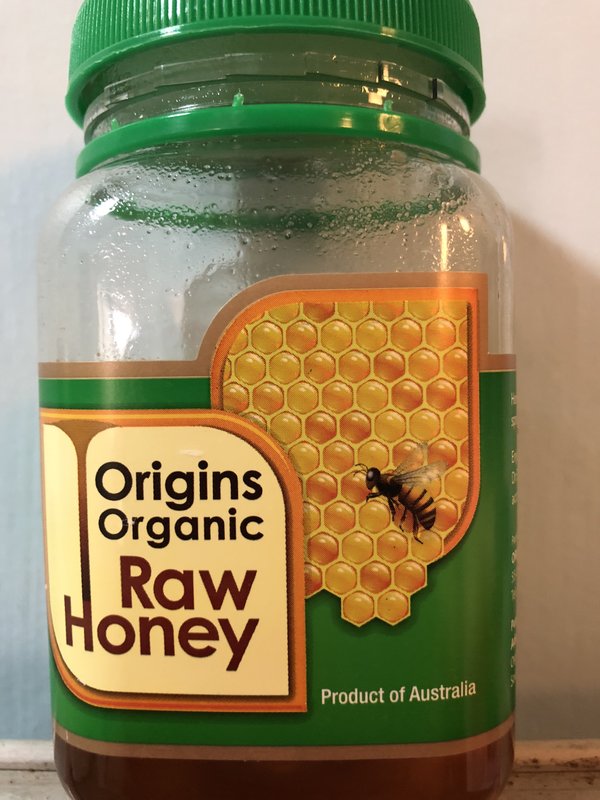 Origins
Organic
Raw
Honey
Product of Australia